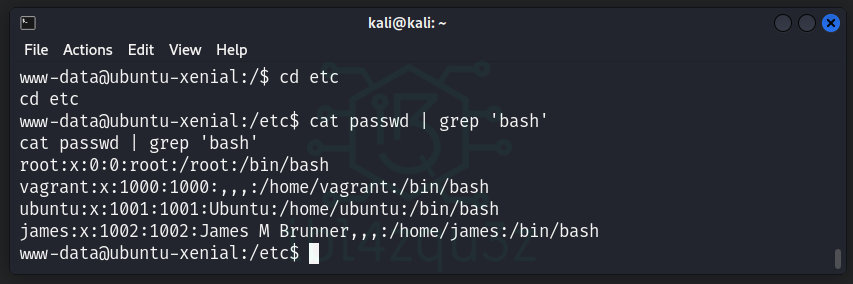 kali@kali: ~
File Actions Edit View Help
www-data@ubuntu-xenial:/$ cd etc
cd etc
www-data@ubuntu-xenial:/etc$ cat passwd | grep 'bash'
cat passwd | grep 'bash'
root:x:0:0:root:/root:/bin/bash
vagrant:x:1000:1000:,,,:/home/vagrant:/bin/bash
ubuntu:x:1001:1001:Ubuntu:/home/ubuntu:/bin/bash
james:x:1002:1002:James M Brunner,,,:/home/james:/bin/bash
www-data@ubuntu-xenial:/etc$